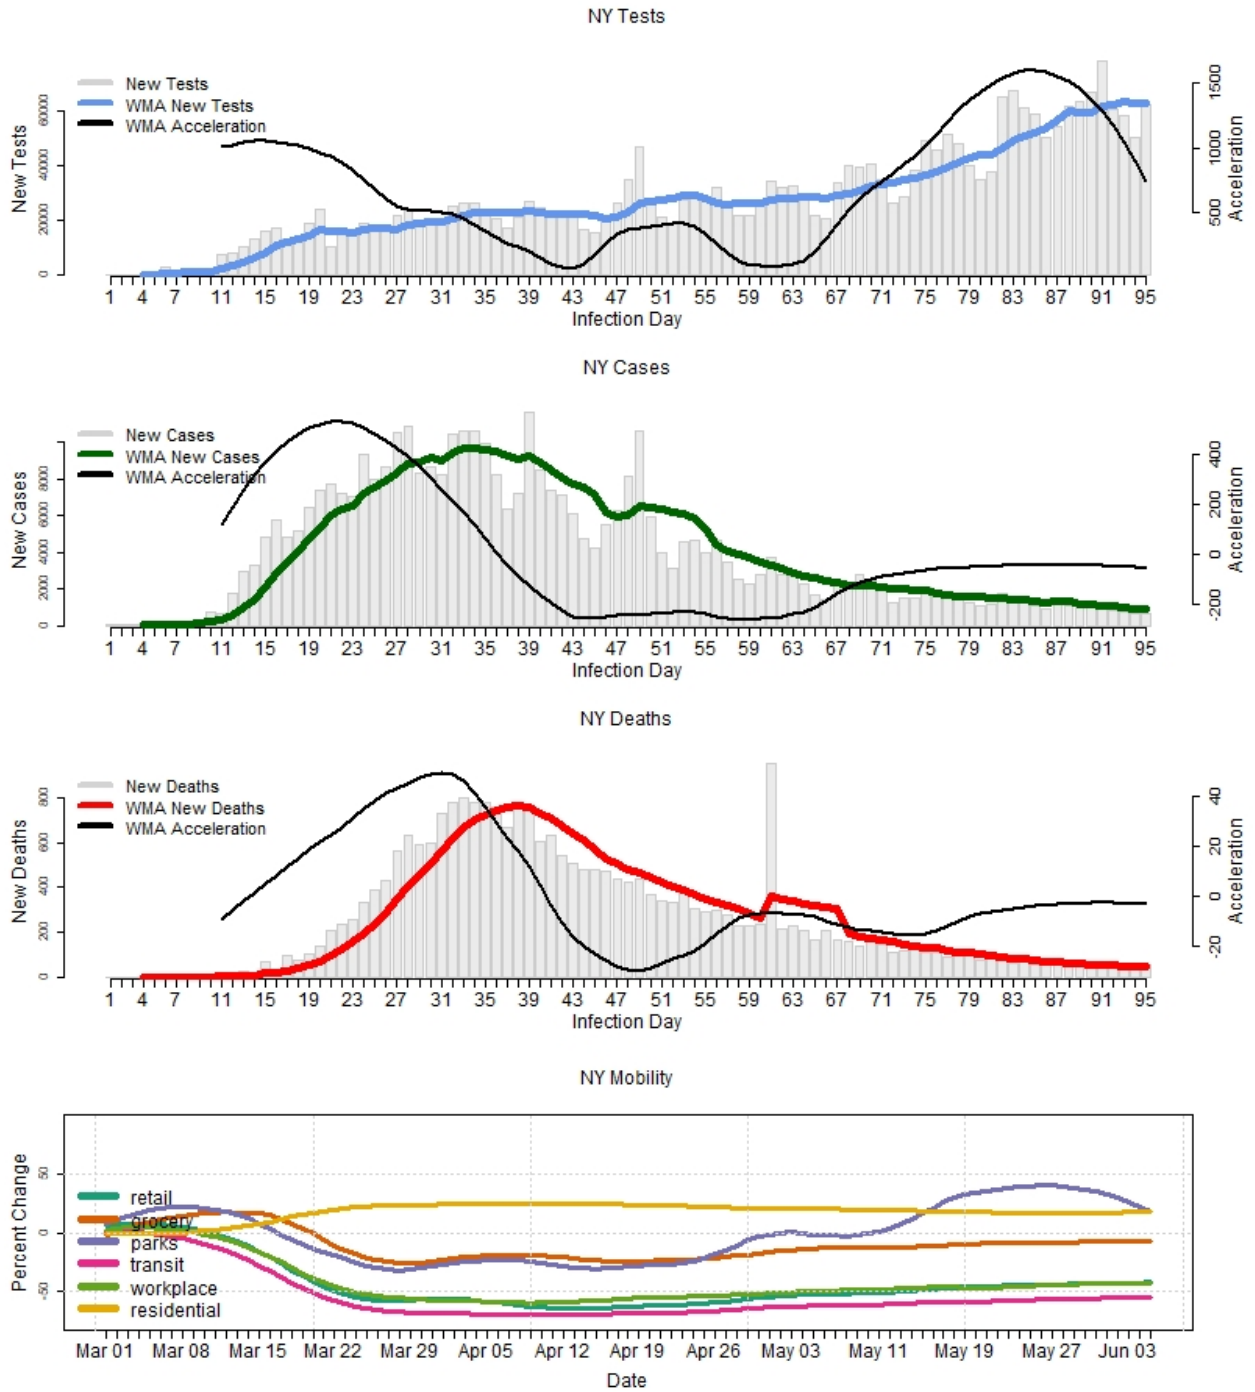 NY Tests
New Tests
WMA New Tests
WMA Acceleration
New Tests
0 20000 40000 60000
500 1000 1500
Acceleration
1 4 7 11 15 19 23 27 31 35 39 43 47 51 55 59 63 67 71 75 79 83 87 91 95
Infection Day
NY Cases
New Cases
WMA New Cases
WMA Acceleration
New Cases
0 2000 4000 6000 8000
-200 0 200 400
Acceleration
1 4 7 11 15 19 23 27 31 35 39 43 47 51 55 59 63 67 71 75 79 83 87 91 95
Infection Day
NY Deaths
New Deaths
WMA New Deaths
WMA Acceleration
New Deaths
0 200 400 600 800
-20 0 20 40
Acceleration
1 4 7 11 15 19 23 27 31 35 39 43 47 51 55 59 63 67 71 75 79 83 87 91 95
Infection Day
NY Mobility
Percent Change
-50 0 50
retail
grocery
parks
transit
workplace
residential
Mar 01 Mar 08 Mar 15 Mar 22 Mar 29 Apr 05 Apr 12 Apr 19 Apr 26 May 03 May 11 May 19 May 27 Jun 03
Date